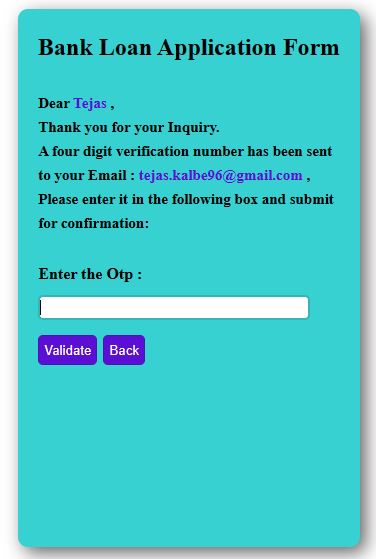 Bank Loan Application Form
Dear Tejas ,
Thank you for your Inquiry.
A four digit verification number has been sent
to your Email : tejas.kalbe96@gmail.com ,
Please enter it in the following box and submit
for confirmation:
Enter the Otp :
Validate Back